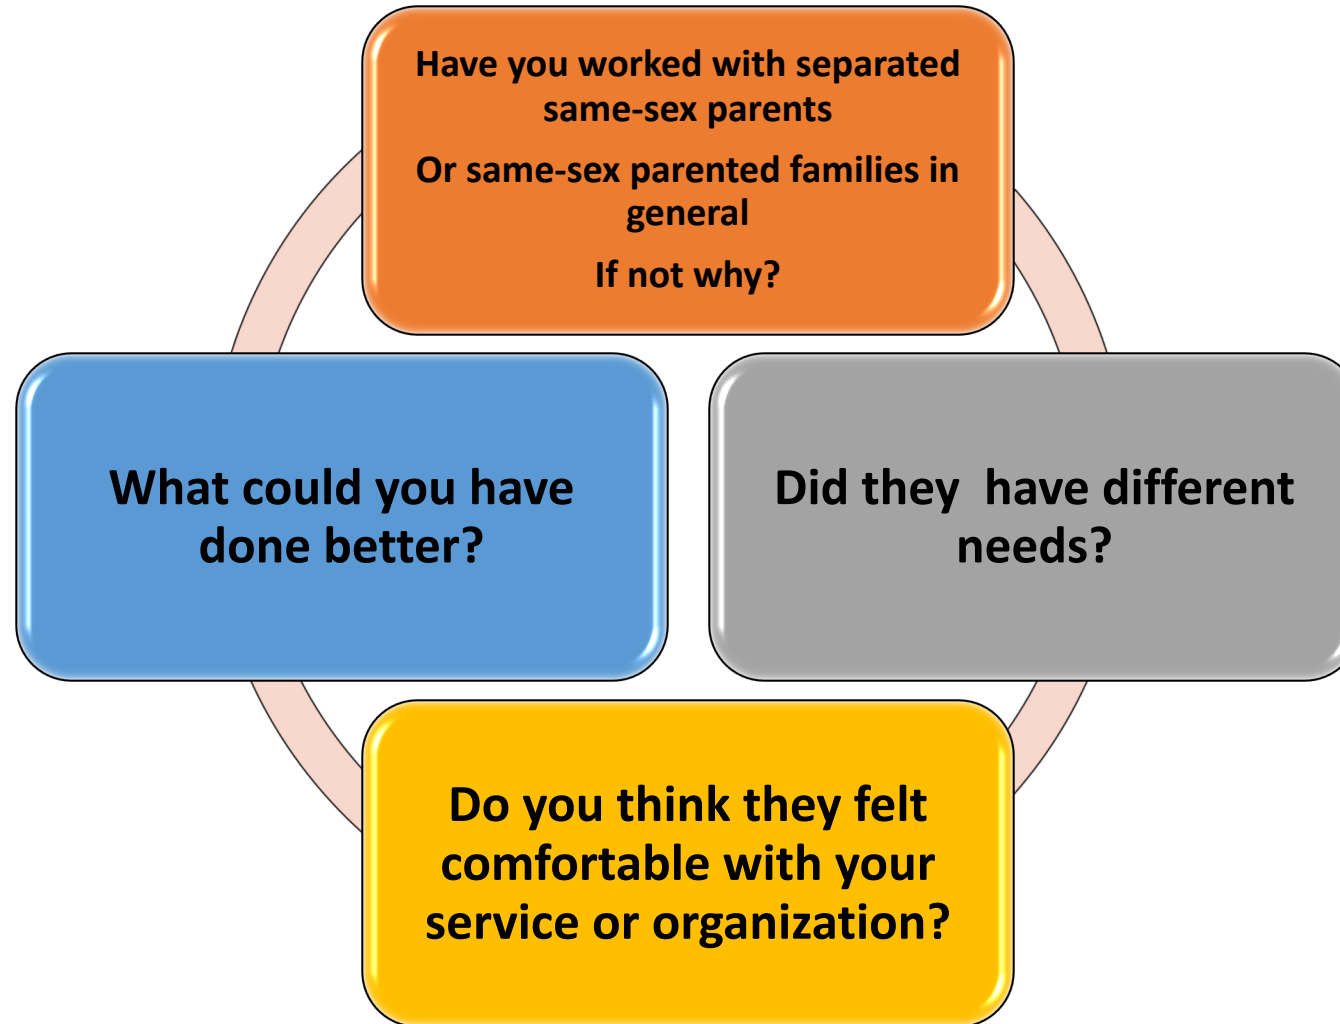 Have you worked with separated
same-sex parents
Or same-sex parented families in
general
If not why?
Did they  have different
needs?
Do you think they felt
comfortable with your
service or organization?
What could you have
done better?